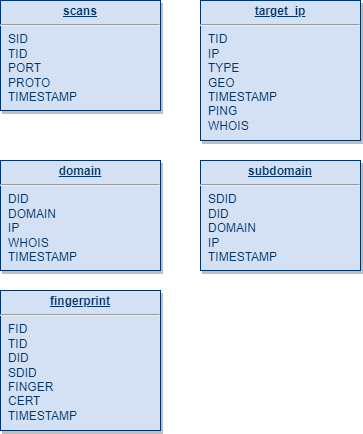 scans
SID
TID
PORT
PROTO
TIMESTAMP
target_ip
TID
IP
TYPE
GEO
TIMESTAMP
PING
WHOIS
domain
DID
DOMAIN
IP
WHOIS
TIMESTAMP
subdomain
SDID
DID
DOMAIN
IP
TIMESTAMP
fingerprint
FID
TID
DID
SDID
FINGER
CERT
TIMESTAMP